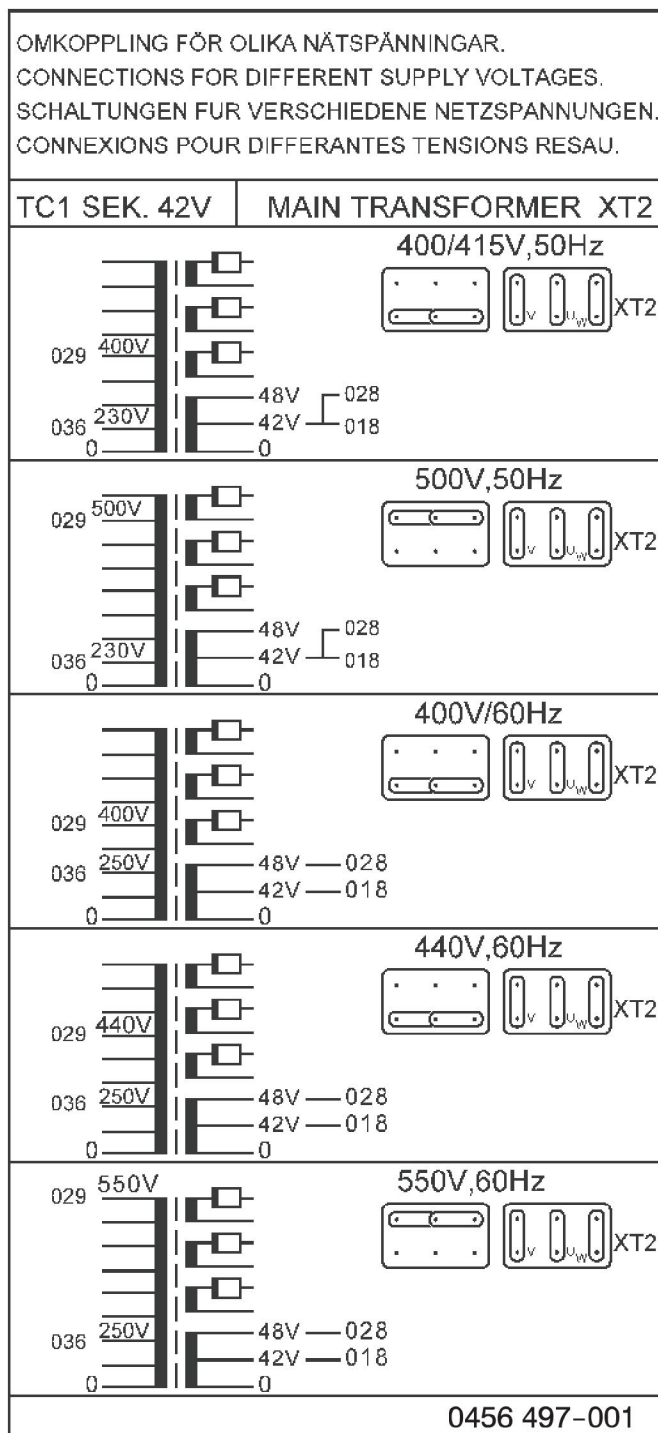 OMKOPPLING FÖR OLIKA NÄTSPÄNNINGAR.
CONNECTIONS FOR DIFFERENT SUPPLY VOLTAGES.
SCHALTUNGEN FUR VERSCHIEDENE NETZSPANNUNGEN.
CONNEXIONS POUR DIFFERANTES TENSIONS RESAU.
TC1 SEK. 42V MAIN TRANSFORMER XT2
400/415V,50Hz
V U W XT2
029 400V
48V 028
036 230V 42V 018
0 0
500V,50Hz
029 500V
V U W XT2
48V 028
036 230V 42V 018
0 0
400V/60Hz
V U W XT2
029 400V
036 250V 48V 028
42V 018
0 0
440V,60Hz
V U W XT2
029 440V
036 250V 48V 028
42V 018
0 0
550V,60Hz
029 550V
V U W XT2
036 250V 48V 028
42V 018
0 0
0456 497-001